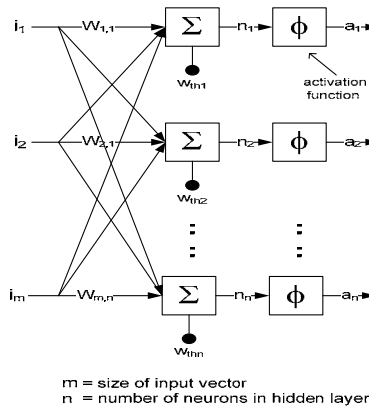 i1 W1,1 Σ n1 ϕ a1
wth1
activation
function
i2 W2,1 Σ n2 ϕ a2
wth2
im Wm,n Σ nn ϕ an
wthn
m = size of input vector
n = number of neurons in hidden layer